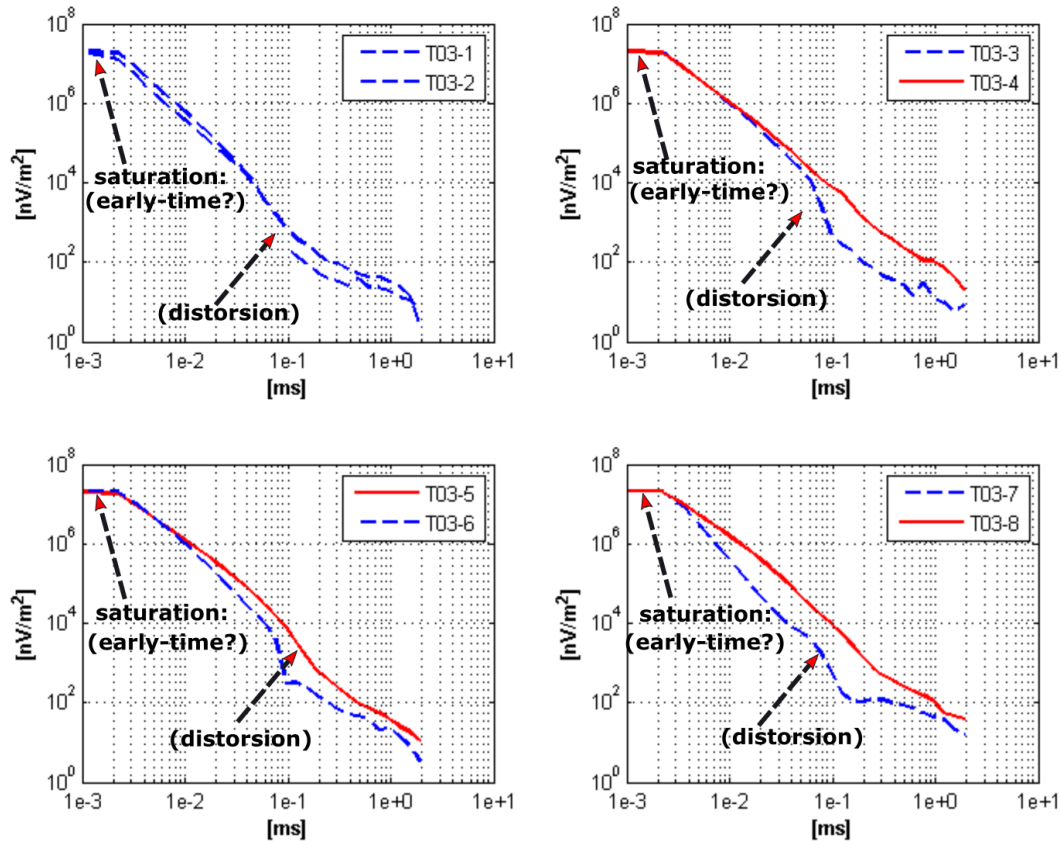 10^8
10^6
10^4
10^2
10^0
[nV/m^2]
T03-1
T03-2
saturation:
(early-time?)
(distorsion)
1e-3
1e-2
1e-1
1e+0
1e+1
[ms]
10^8
10^6
10^4
10^2
10^0
[nV/m^2]
T03-3
T03-4
saturation:
(early-time?)
(distorsion)
1e-3
1e-2
1e-1
1e+0
1e+1
[ms]
10^8
10^6
10^4
10^2
10^0
[nV/m^2]
T03-5
T03-6
saturation:
(early-time?)
(distorsion)
1e-3
1e-2
1e-1
1e+0
1e+1
[ms]
10^8
10^6
10^4
10^2
10^0
[nV/m^2]
T03-7
T03-8
saturation:
(early-time?)
(distorsion)
1e-3
1e-2
1e-1
1e+0
1e+1
[ms]